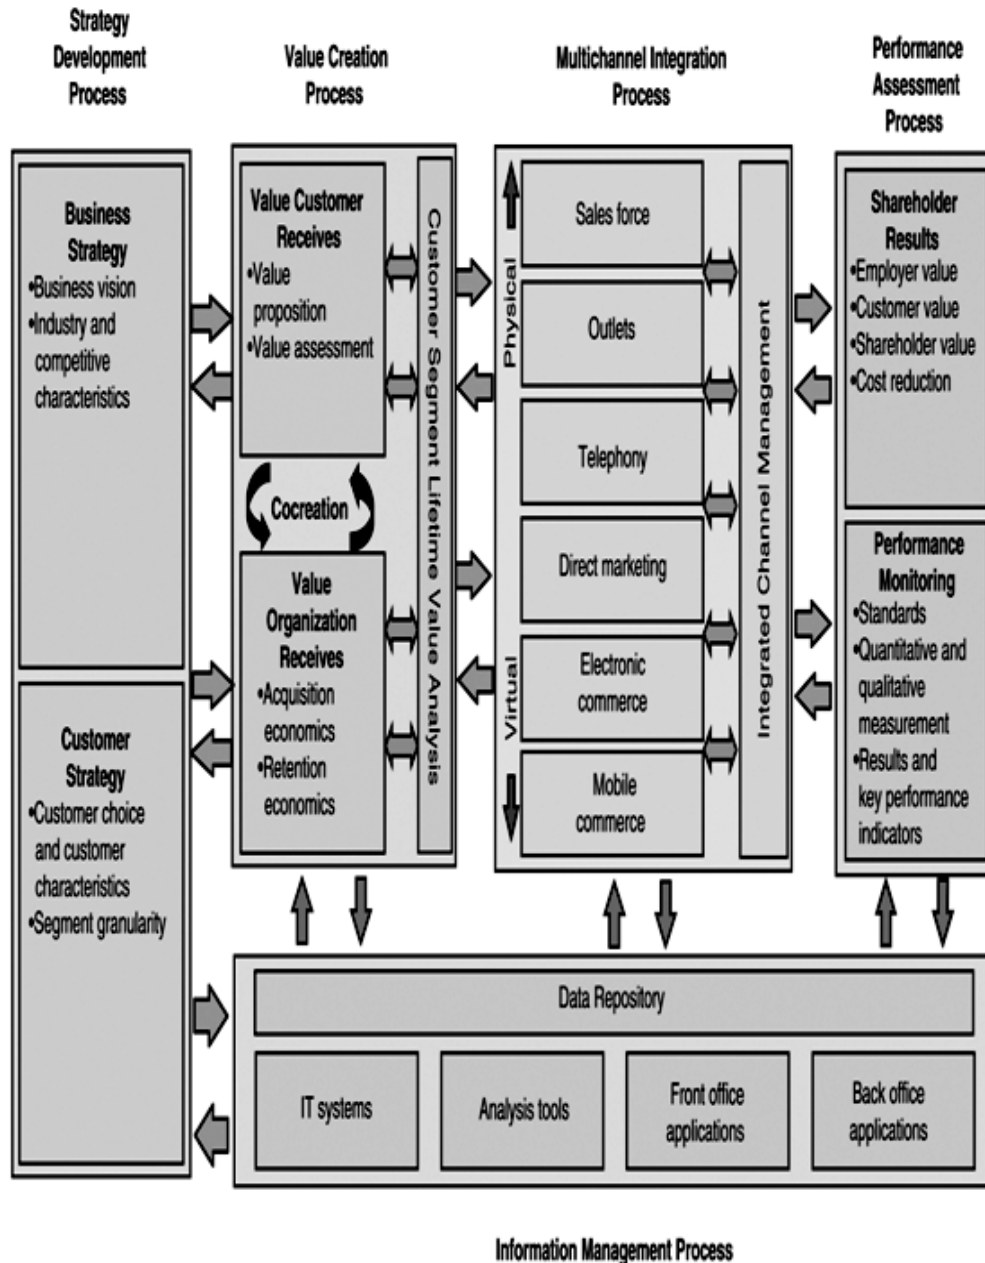 Strategy
Development
Process
Value Creation
Process
Multichannel Integration
Process
Performance
Assessment
Process
Business
Strategy
•Business vision
•Industry and
competitive
characteristics
Customer
Strategy
•Customer choice
and customer
characteristics
•Segment granularity
Value Customer
Receives
•Value
proposition
•Value assessment
Cocreation
Value
Organization
Receives
•Acquisition
economics
•Retention
economics
Customer Segment Lifetime Value Analysis
Physical
Virtual
Sales force
Outlets
Telephony
Direct marketing
Electronic
commerce
Mobile
commerce
Integrated Channel Management
Shareholder
Results
•Employer value
•Customer value
•Shareholder value
•Cost reduction
Performance
Monitoring
•Standards
•Quantitative and
qualitative
measurement
•Results and
key performance
indicators
Data Repository
IT systems
Analysis tools
Front office
applications
Back office
applications
Information Management Process